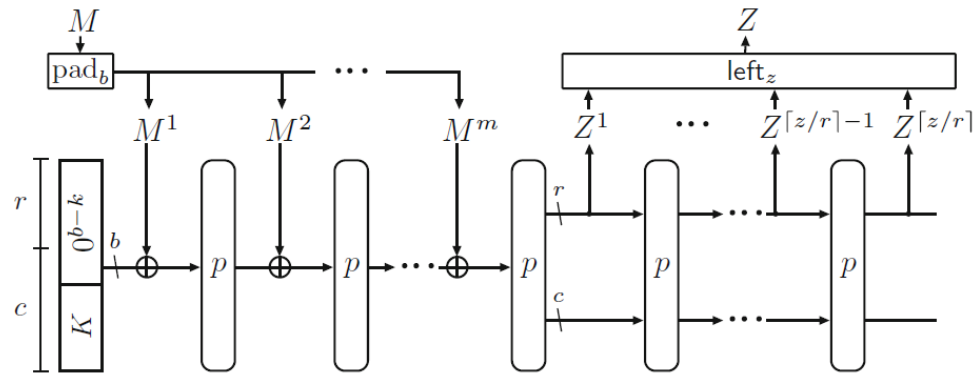 M Z
pad_b ··· left_z
M^1 M^2 M^m Z^1 ··· Z^{⌈z/r⌉−1} Z^{⌈z/r⌉}
r 0^{b−k} r
b p p ··· p p ··· p
c K c ···